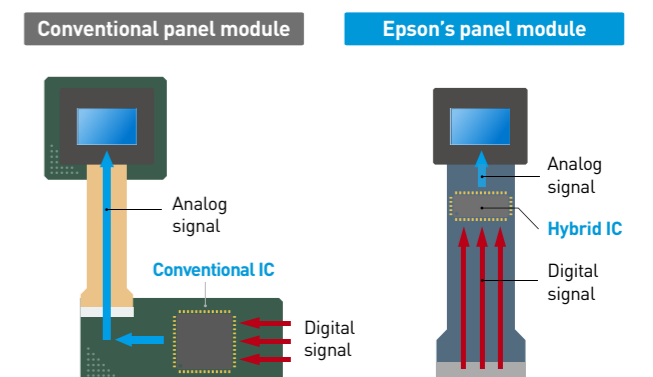 Conventional panel module
Analog
signal
Conventional IC
Digital
signal
Epson's panel module
Analog
signal
Hybrid IC
Digital
signal